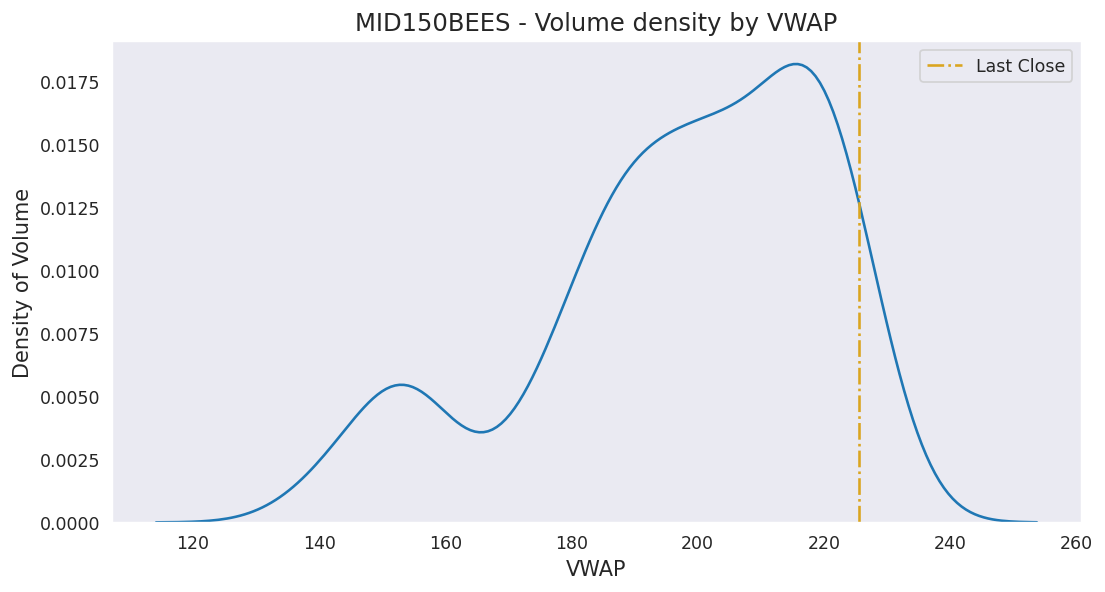 MID150BEES - Volume density by VWAP
Last Close
Density of Volume
0.0175
0.0150
0.0125
0.0100
0.0075
0.0050
0.0025
0.0000
120 140 160 180 200 220 240 260
VWAP